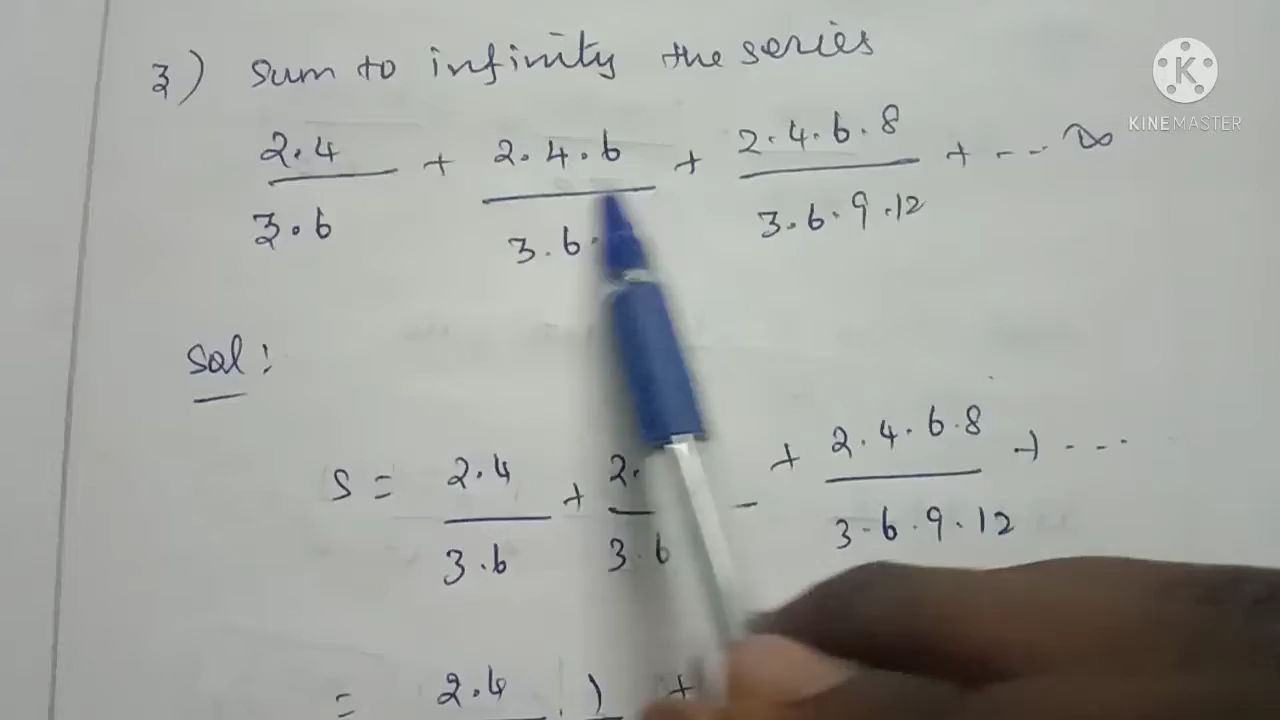 3) Sum to infinity the series
2.4/3.6 + 2.4.6/3.6. + 2.4.6.8/3.6.9.12 + --- ∞
KINEMASTER
Sol:
S = 2.4/3.6 + 2./3.6 + 2.4.6.8/3.6.9.12 + ---
= 2.4 . 1 +